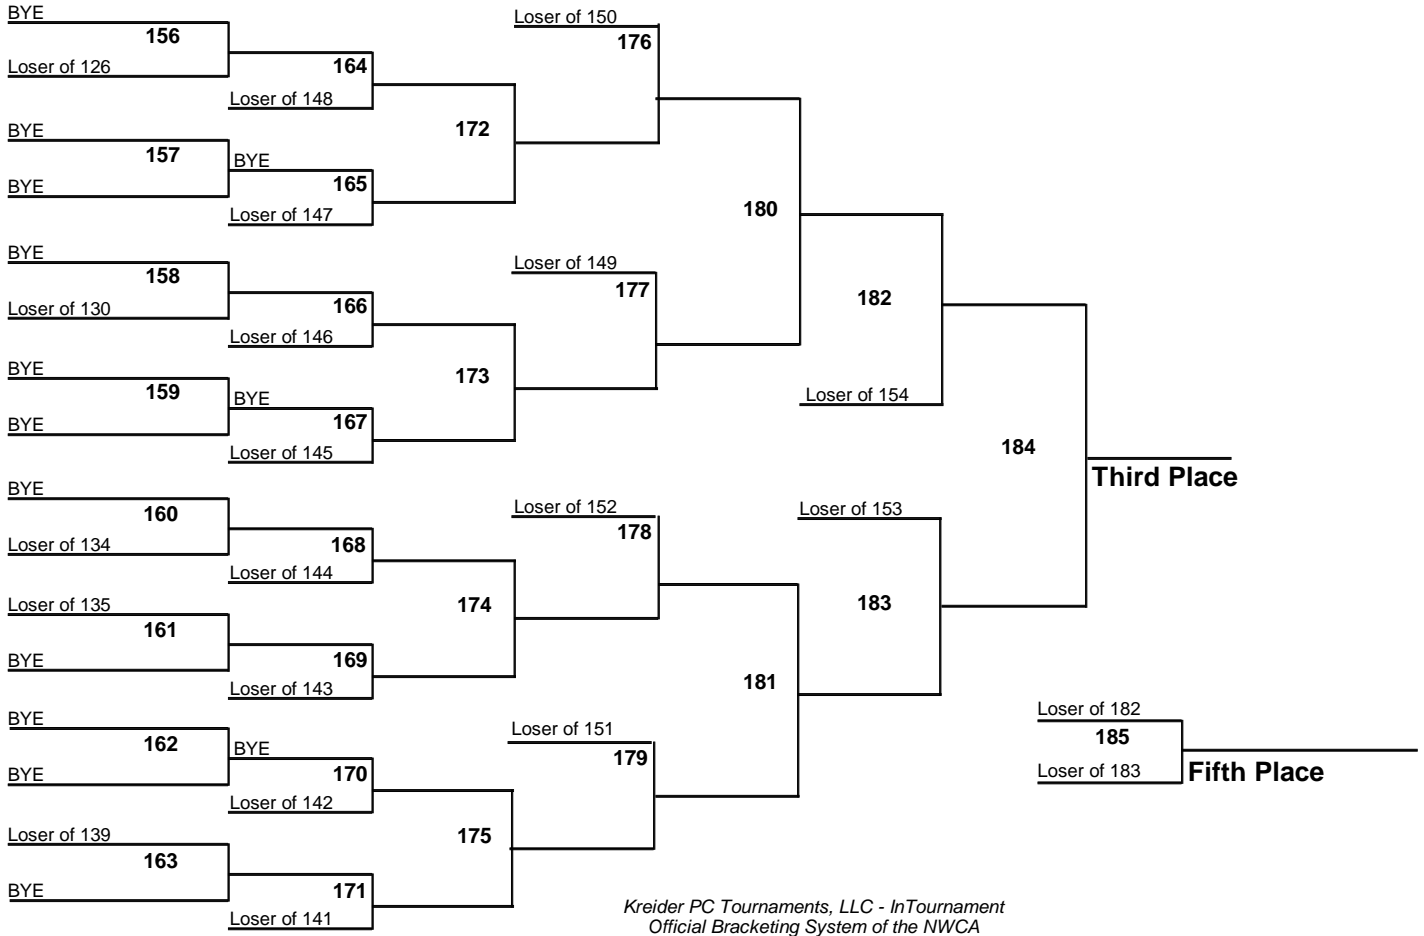 BYE
156
Loser of 126
164
Loser of 148
BYE
157
BYE
BYE
165
Loser of 147
172
Loser of 150
176
BYE
158
Loser of 130
166
Loser of 146
BYE
159
BYE
BYE
167
Loser of 145
173
Loser of 149
177
180
182
Loser of 154
BYE
160
Loser of 134
168
Loser of 144
Loser of 135
161
BYE
169
Loser of 143
174
Loser of 152
178
BYE
162
BYE
BYE
170
Loser of 142
Loser of 139
163
BYE
171
Loser of 141
175
Loser of 151
179
181
Loser of 153
183
184
Third Place
Loser of 182
185
Loser of 183
Fifth Place
Kreider PC Tournaments, LLC - InTournament
Official Bracketing System of the NWCA